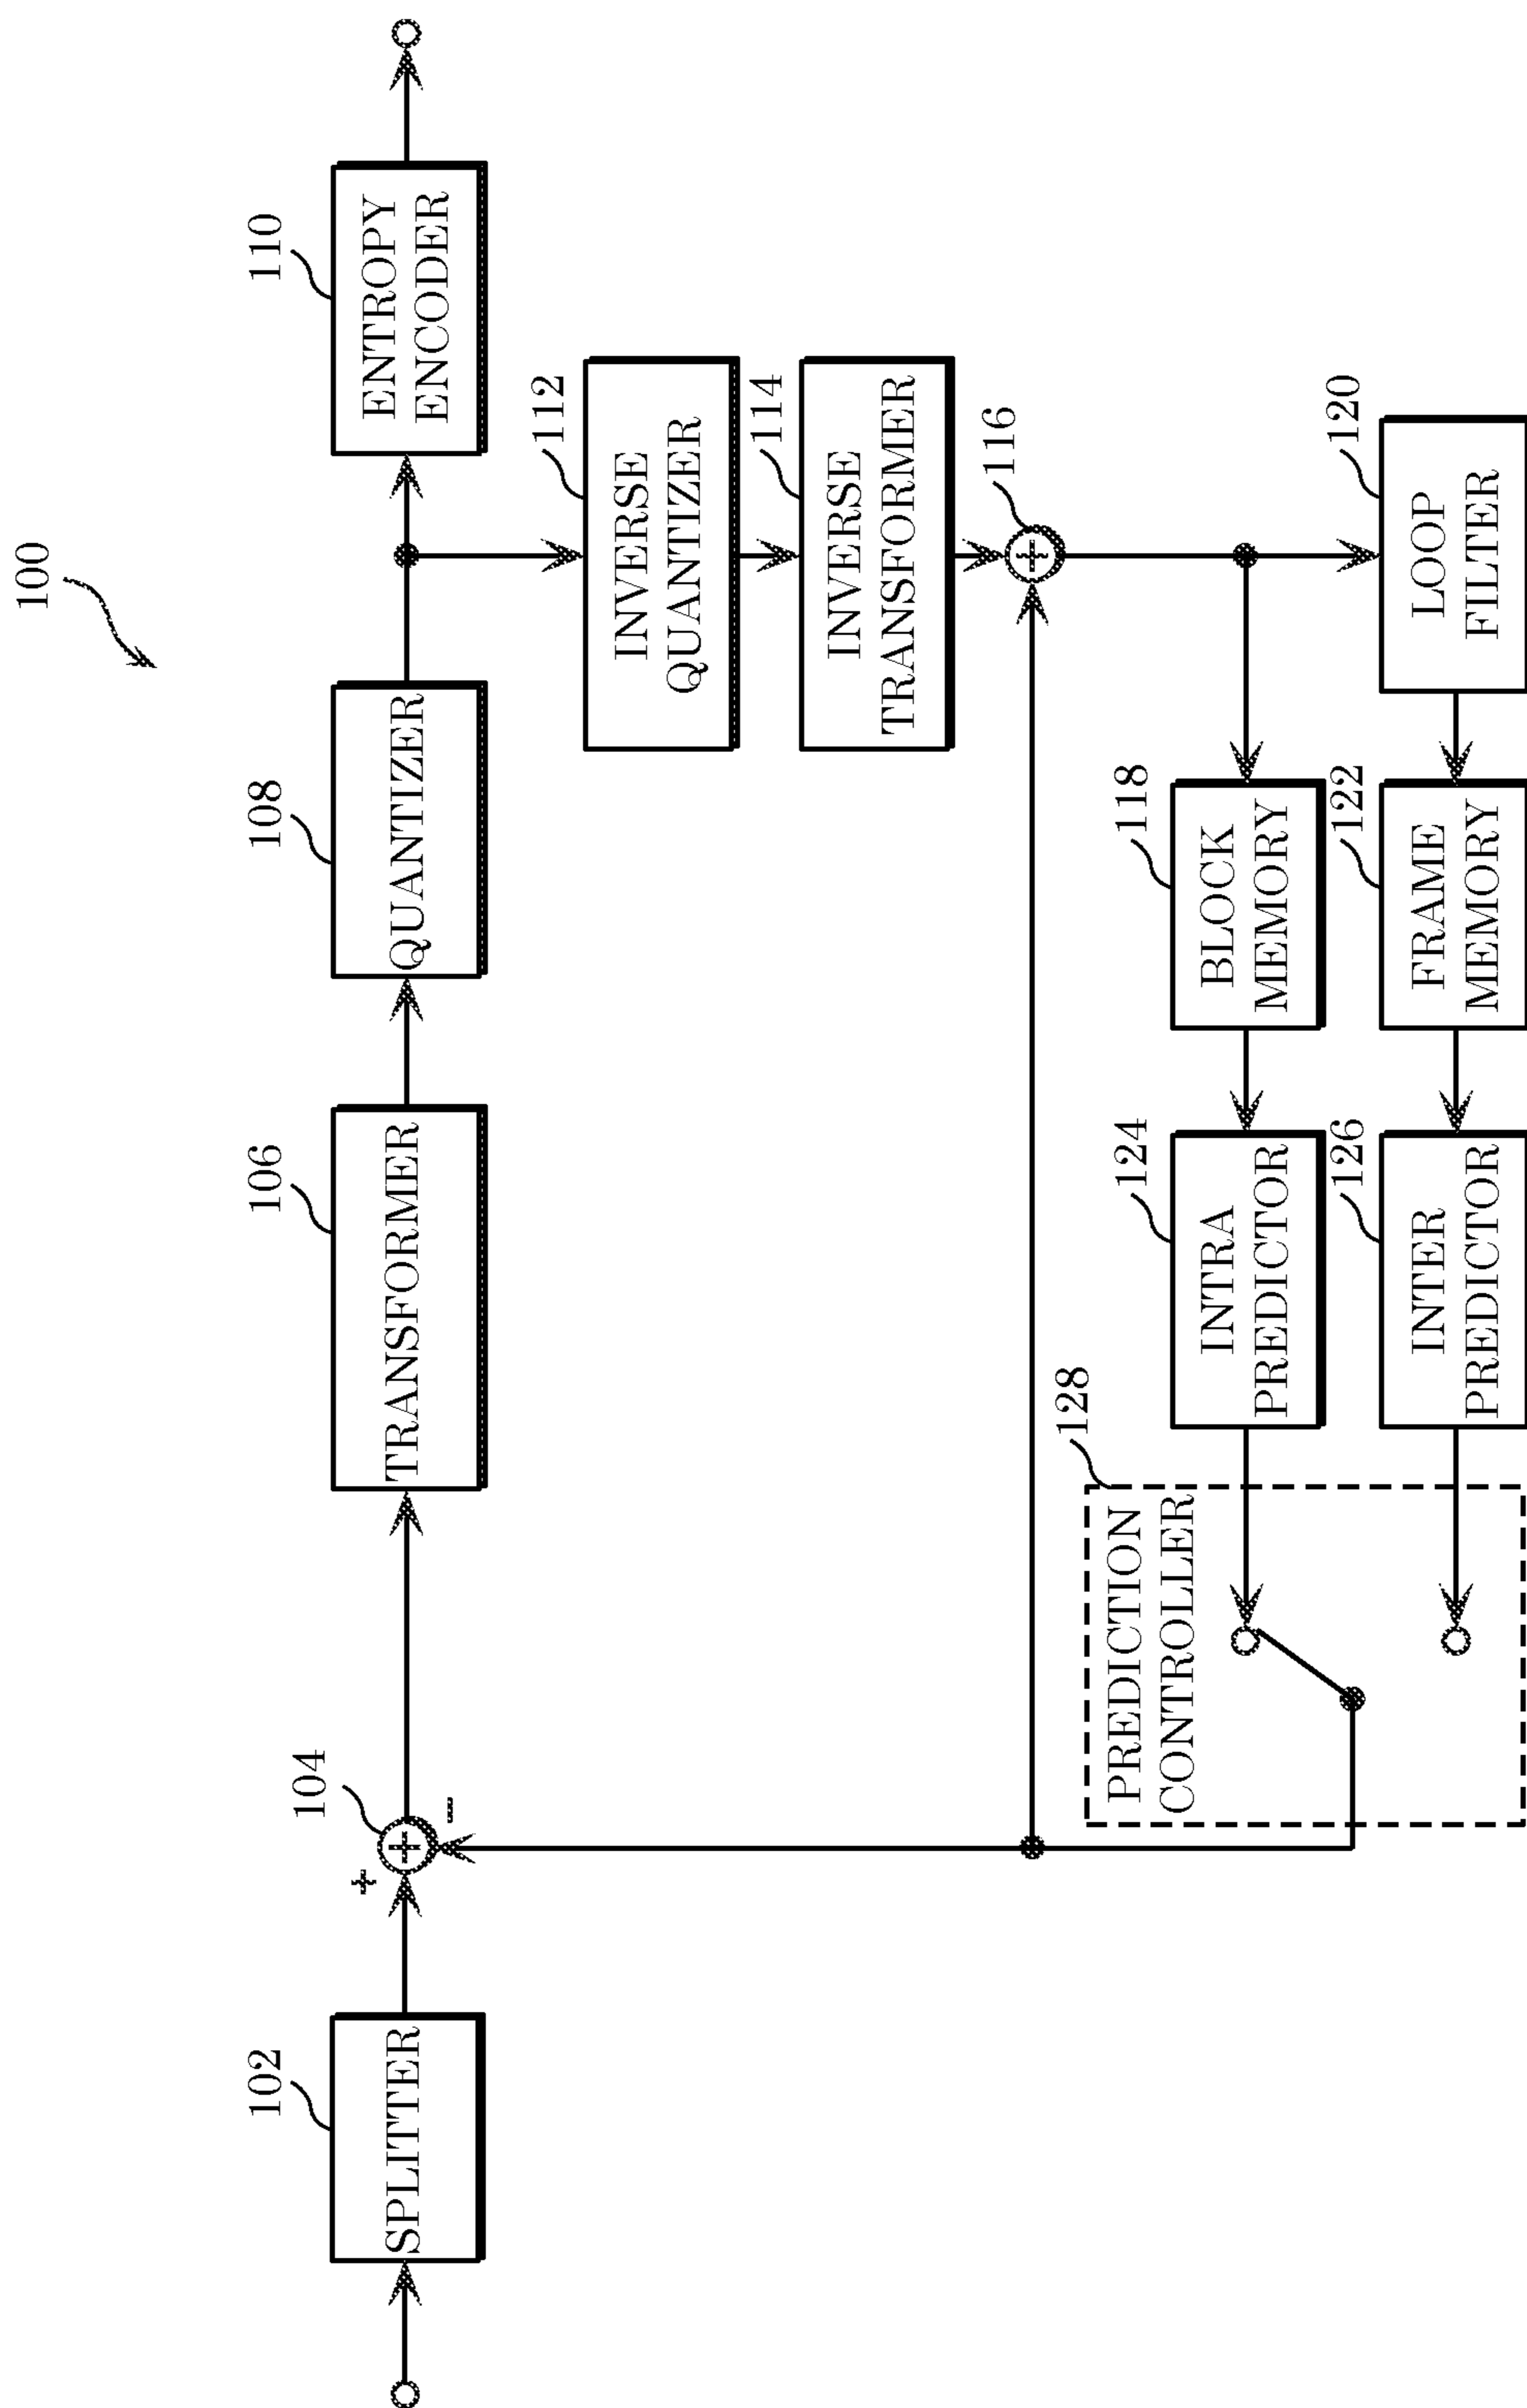 100
102
SPLITTER
104
+
+
-
106
TRANSFORMER
108
QUANTIZER
110
ENTROPY
ENCODER
112
INVERSE
QUANTIZER
114
INVERSE
TRANSFORMER
116
+
128
PREDICTION
CONTROLLER
124
INTRA
PREDICTOR
118
BLOCK
MEMORY
126
INTER
PREDICTOR
122
FRAME
MEMORY
120
LOOP
FILTER